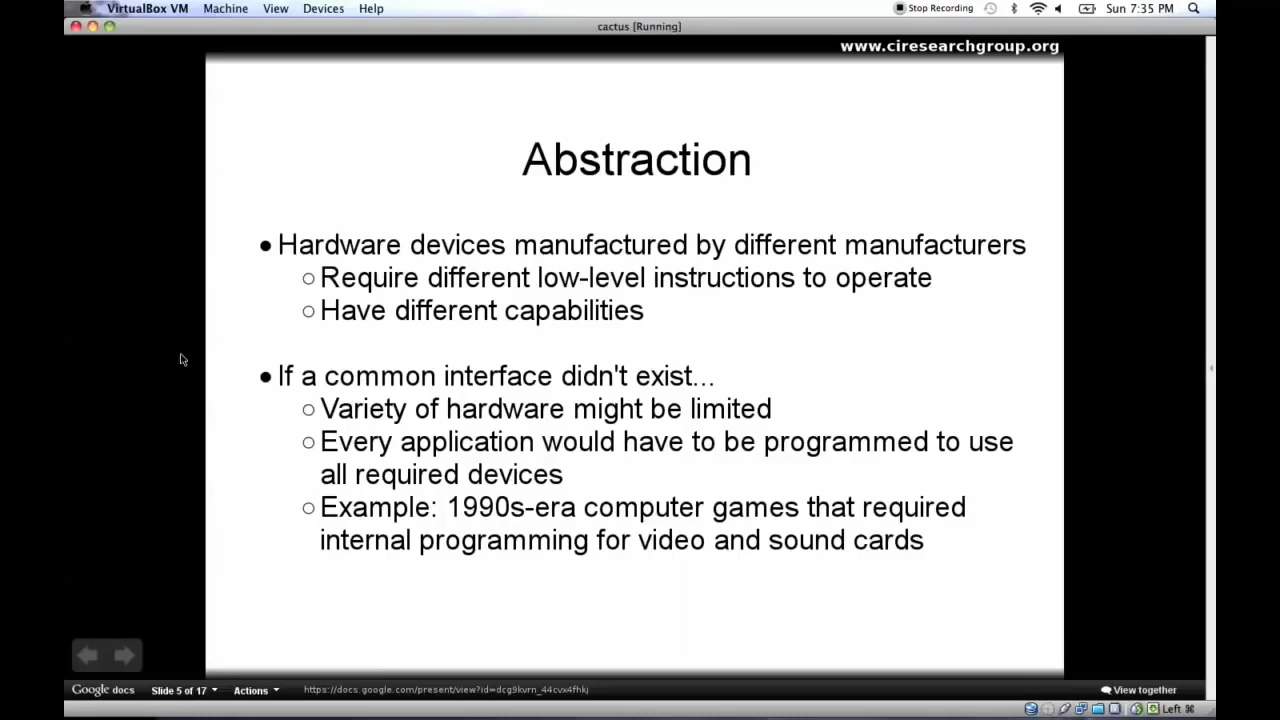 VirtualBox VM Machine View Devices Help Stop Recording Sun 7:35 PM
cactus [Running]
www.ciresearchgroup.org
Abstraction
● Hardware devices manufactured by different manufacturers
○ Require different low-level instructions to operate
○ Have different capabilities
● If a common interface didn't exist...
○ Variety of hardware might be limited
○ Every application would have to be programmed to use
all required devices
○ Example: 1990s-era computer games that required
internal programming for video and sound cards
Google docs Slide 5 of 17 Actions https://docs.google.com/present/view?id=dcg9kvrn_44cvx4fhkj View together
Left ⌘